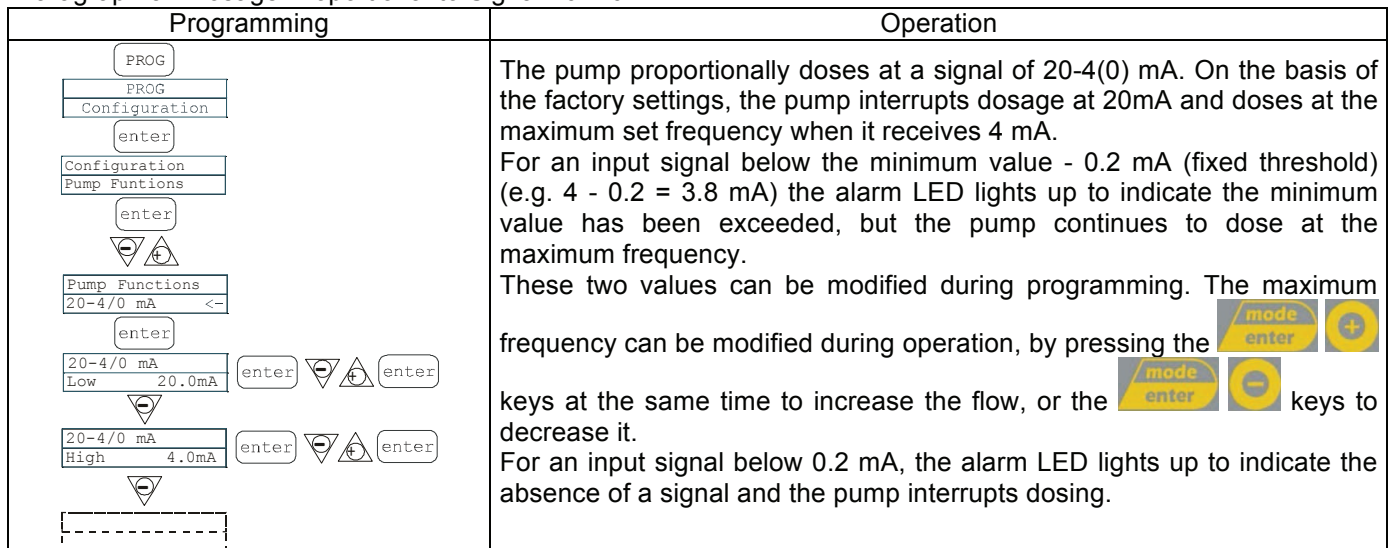 Programming
Operation
PROG
PROG
Configuration
enter
Configuration
Pump Funtions
enter
Pump Functions
20-4/0 mA <-
enter
20-4/0 mA
Low 20.0mA
enter
enter
20-4/0 mA
High 4.0mA
enter
enter
The pump proportionally doses at a signal of 20-4(0) mA. On the basis of
the factory settings, the pump interrupts dosage at 20mA and doses at the
maximum set frequency when it receives 4 mA.
For an input signal below the minimum value - 0.2 mA (fixed threshold)
(e.g. 4 - 0.2 = 3.8 mA) the alarm LED lights up to indicate the minimum
value has been exceeded, but the pump continues to dose at the
maximum frequency.
These two values can be modified during programming. The maximum
frequency can be modified during operation, by pressing the mode enter +
keys at the same time to increase the flow, or the mode enter - keys to
decrease it.
For an input signal below 0.2 mA, the alarm LED lights up to indicate the
absence of a signal and the pump interrupts dosing.